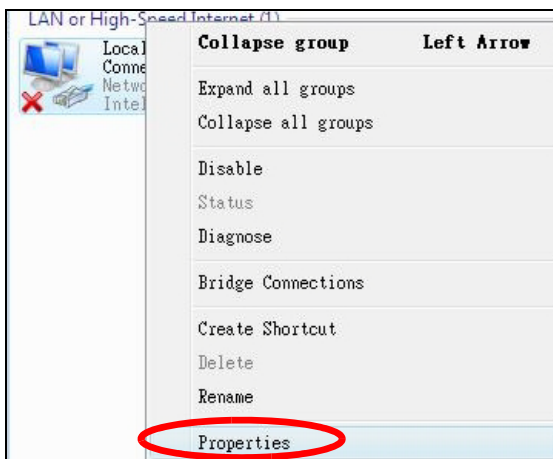 LAN or High-Speed Internet (1)
Local
Conne
Netwo
Intel
Collapse group Left Arrow
Expand all groups
Collapse all groups
Disable
Status
Diagnose
Bridge Connections
Create Shortcut
Delete
Rename
Properties